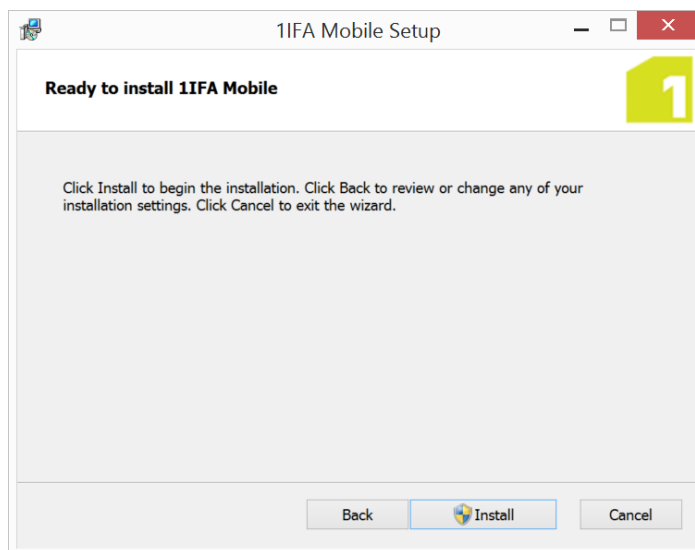 1IFA Mobile Setup
Ready to install 1IFA Mobile
1
Click Install to begin the installation. Click Back to review or change any of your
installation settings. Click Cancel to exit the wizard.
Back
Install
Cancel